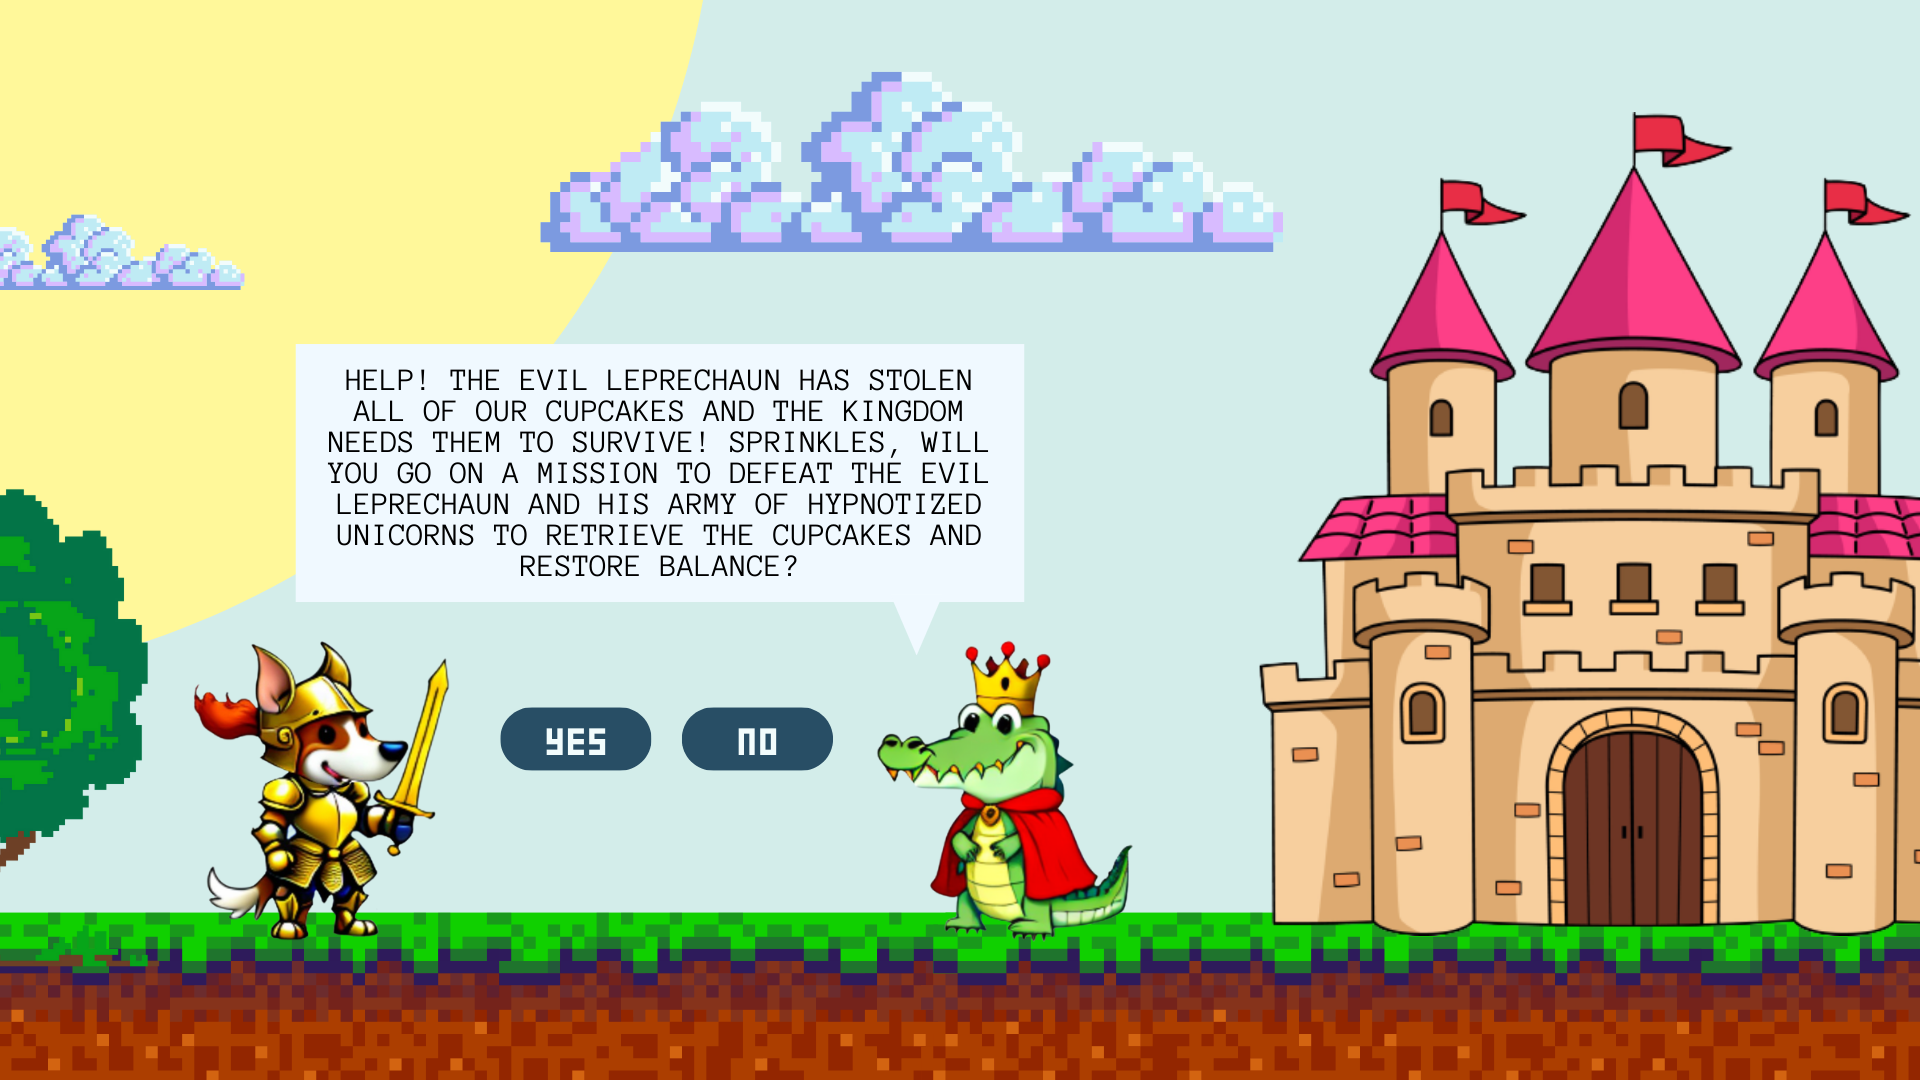 HELP! THE EVIL LEPRECHAUN HAS STOLEN
ALL OF OUR CUPCAKES AND THE KINGDOM
NEEDS THEM TO SURVIVE! SPRINKLES, WILL
YOU GO ON A MISSION TO DEFEAT THE EVIL
LEPRECHAUN AND HIS ARMY OF HYPNOTIZED
UNICORNS TO RETRIEVE THE CUPCAKES AND
RESTORE BALANCE?
YES
NO